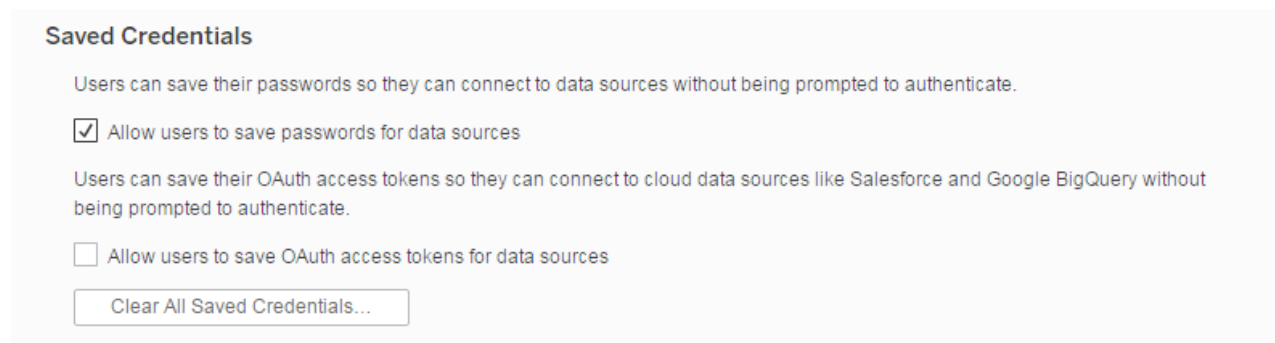 Saved Credentials
Users can save their passwords so they can connect to data sources without being prompted to authenticate.
Allow users to save passwords for data sources
Users can save their OAuth access tokens so they can connect to cloud data sources like Salesforce and Google BigQuery without
being prompted to authenticate.
Allow users to save OAuth access tokens for data sources
Clear All Saved Credentials...